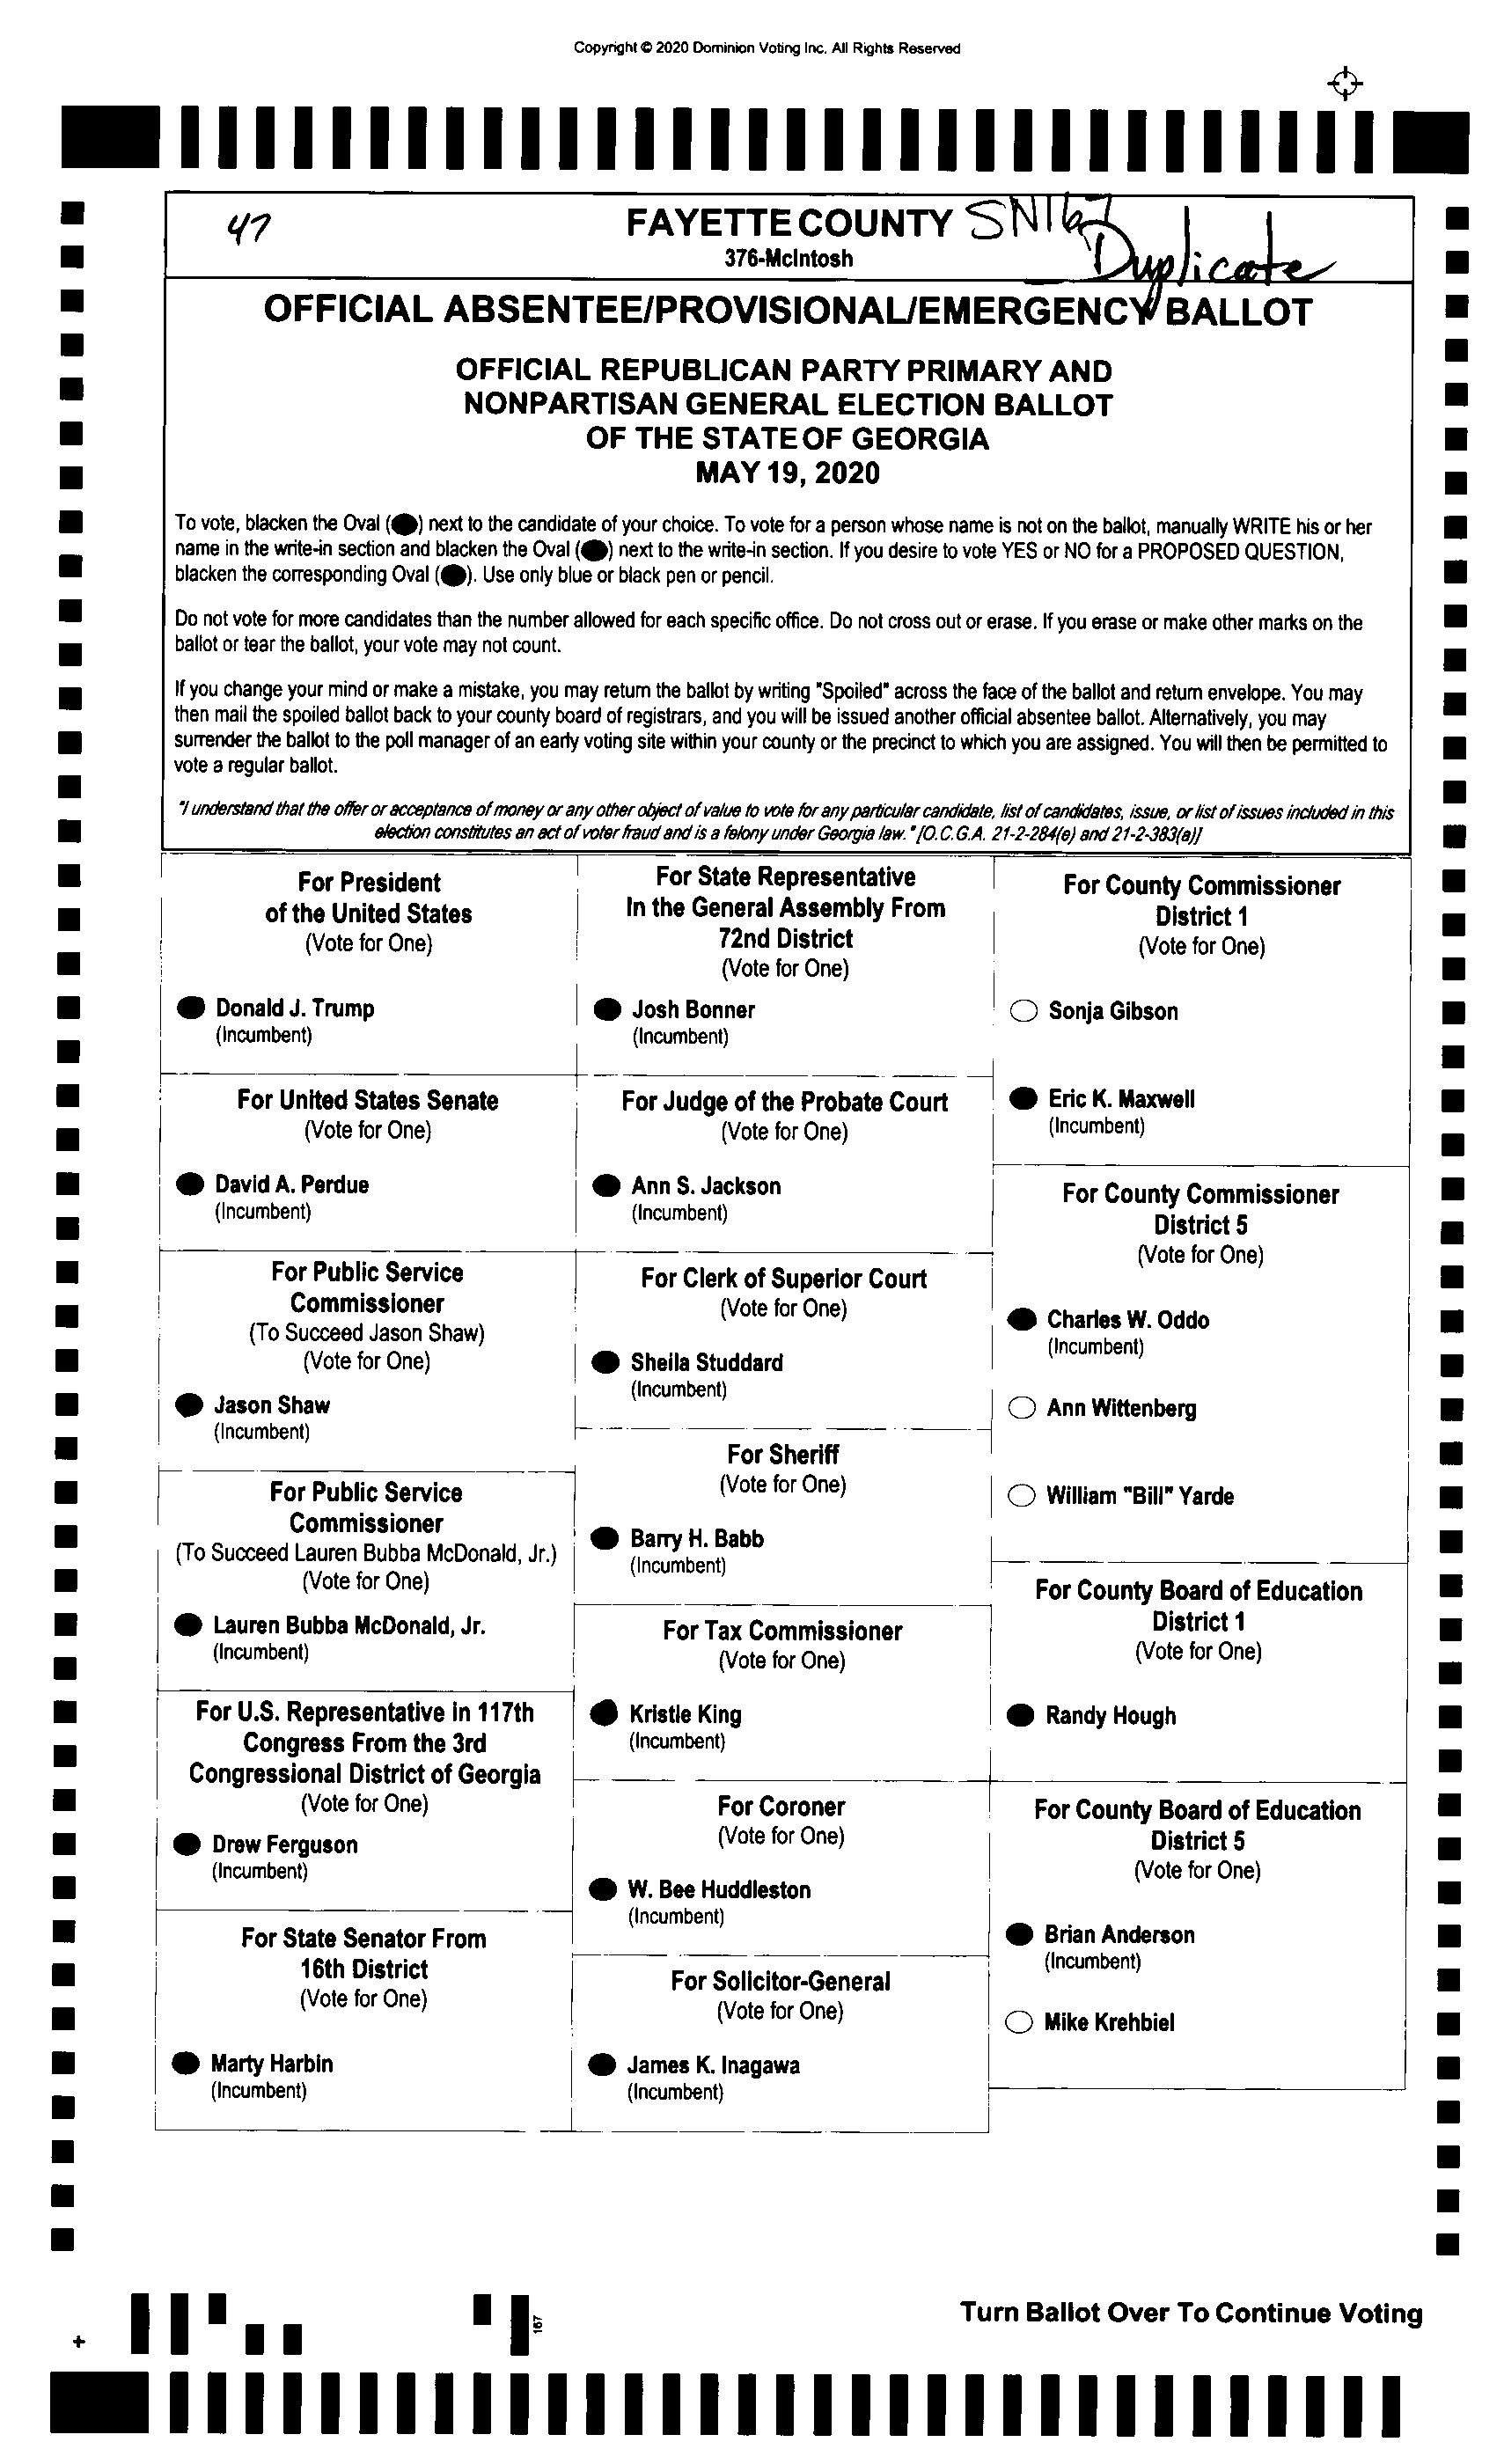 Copyright © 2020 Dominion Voting Inc. All Rights Reserved
47
FAYETTE COUNTY SN167
376-McIntosh Duplicate
OFFICIAL ABSENTEE/PROVISIONAL/EMERGENCY BALLOT
OFFICIAL REPUBLICAN PARTY PRIMARY AND
NONPARTISAN GENERAL ELECTION BALLOT
OF THE STATE OF GEORGIA
MAY 19, 2020
To vote, blacken the Oval (⬬) next to the candidate of your choice. To vote for a person whose name is not on the ballot, manually WRITE his or her
name in the write-in section and blacken the Oval (⬬) next to the write-in section. If you desire to vote YES or NO for a PROPOSED QUESTION,
blacken the corresponding Oval (⬬). Use only blue or black pen or pencil.
Do not vote for more candidates than the number allowed for each specific office. Do not cross out or erase. If you erase or make other marks on the
ballot or tear the ballot, your vote may not count.
If you change your mind or make a mistake, you may return the ballot by writing "Spoiled" across the face of the ballot and return envelope. You may
then mail the spoiled ballot back to your county board of registrars, and you will be issued another official absentee ballot. Alternatively, you may
surrender the ballot to the poll manager of an early voting site within your county or the precinct to which you are assigned. You will then be permitted to
vote a regular ballot.
"I understand that the offer or acceptance of money or any other object of value to vote for any particular candidate, list of candidates, issue, or list of issues included in this
election constitutes an act of voter fraud and is a felony under Georgia law." [O.C.G.A. 21-2-284(e) and 21-2-383(a)]
For President
of the United States
(Vote for One)
Donald J. Trump
(Incumbent)
For United States Senate
(Vote for One)
David A. Perdue
(Incumbent)
For Public Service
Commissioner
(To Succeed Jason Shaw)
(Vote for One)
Jason Shaw
(Incumbent)
For Public Service
Commissioner
(To Succeed Lauren Bubba McDonald, Jr.)
(Vote for One)
Lauren Bubba McDonald, Jr.
(Incumbent)
For U.S. Representative in 117th
Congress From the 3rd
Congressional District of Georgia
(Vote for One)
Drew Ferguson
(Incumbent)
For State Senator From
16th District
(Vote for One)
Marty Harbin
(Incumbent)
For State Representative
In the General Assembly From
72nd District
(Vote for One)
Josh Bonner
(Incumbent)
For Judge of the Probate Court
(Vote for One)
Ann S. Jackson
(Incumbent)
For Clerk of Superior Court
(Vote for One)
Sheila Studdard
(Incumbent)
For Sheriff
(Vote for One)
Barry H. Babb
(Incumbent)
For Tax Commissioner
(Vote for One)
Kristie King
(Incumbent)
For Coroner
(Vote for One)
W. Bee Huddleston
(Incumbent)
For Solicitor-General
(Vote for One)
James K. Inagawa
(Incumbent)
For County Commissioner
District 1
(Vote for One)
Sonja Gibson
Eric K. Maxwell
(Incumbent)
For County Commissioner
District 5
(Vote for One)
Charles W. Oddo
(Incumbent)
Ann Wittenberg
William "Bill" Yarde
For County Board of Education
District 1
(Vote for One)
Randy Hough
For County Board of Education
District 5
(Vote for One)
Brian Anderson
(Incumbent)
Mike Krehbiel
Turn Ballot Over To Continue Voting
167
+